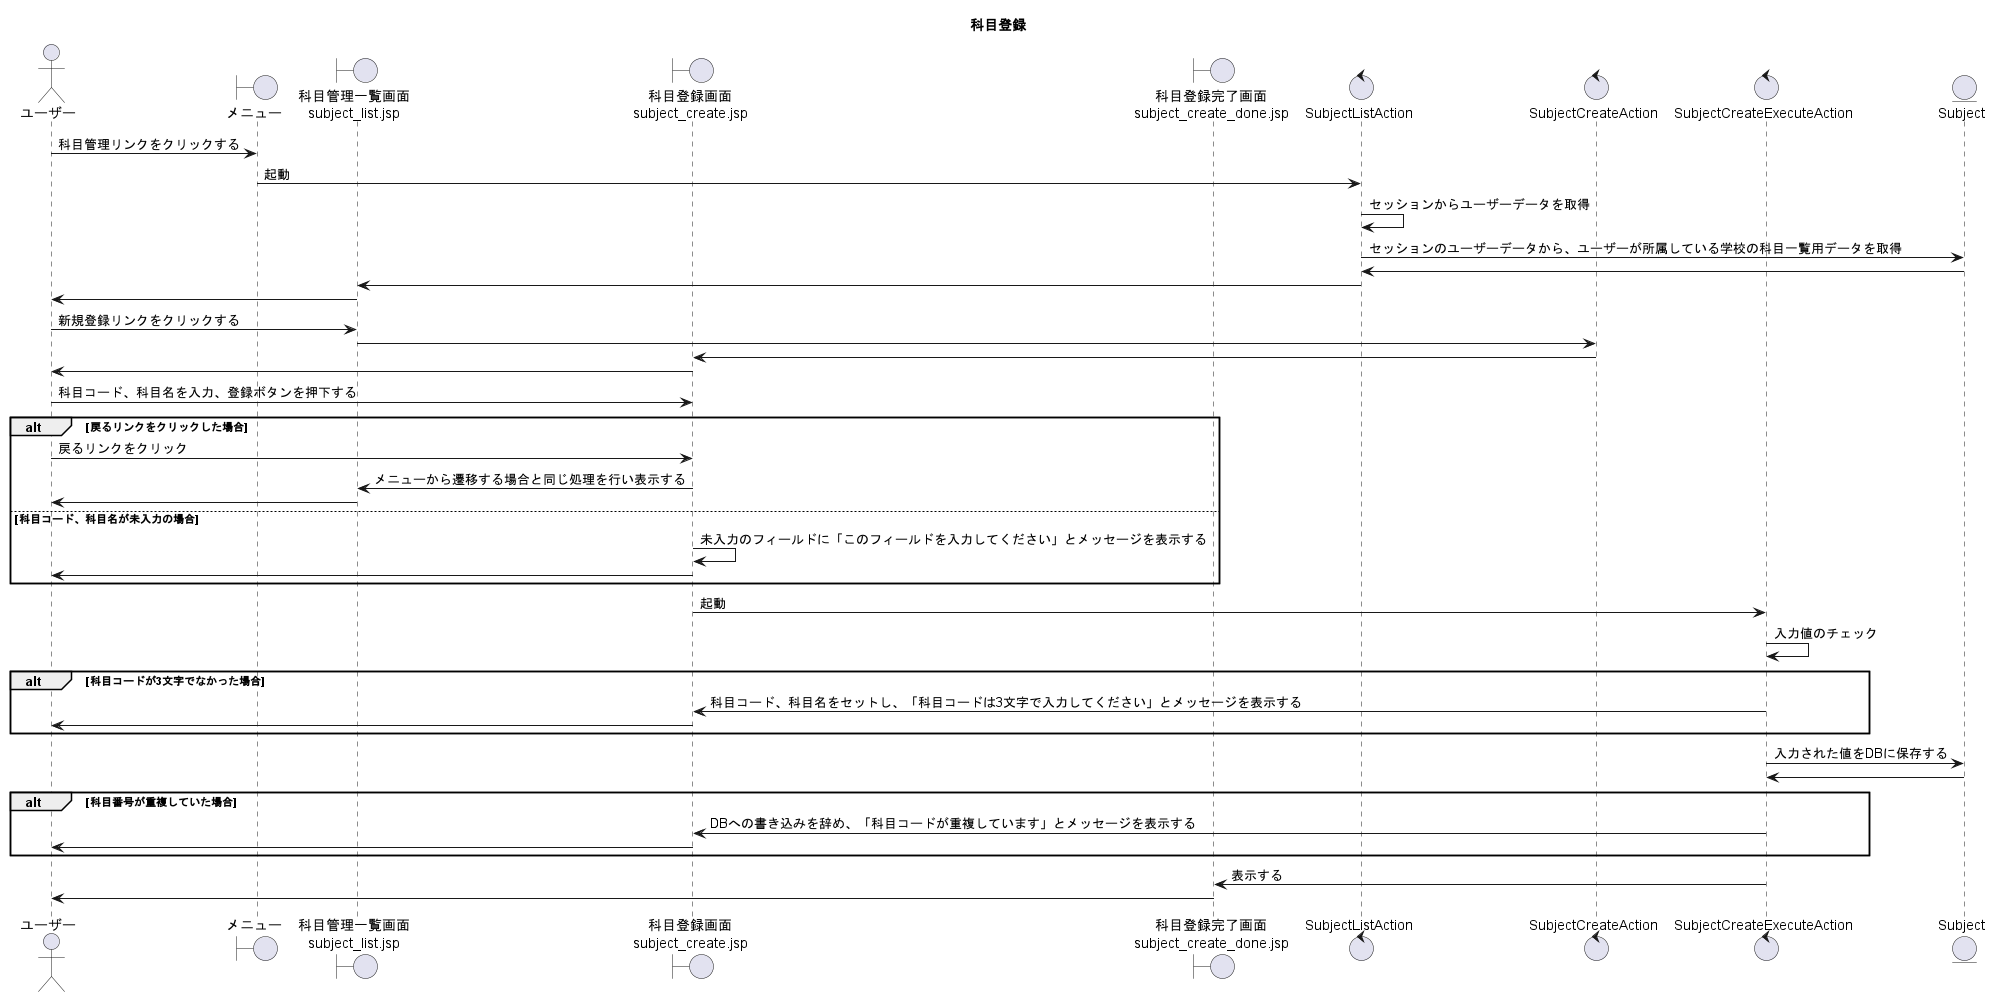 科目登録
ユーザー
メニュー
科目管理一覧画面
subject_list.jsp
科目登録画面
subject_create.jsp
科目登録完了画面
subject_create_done.jsp
SubjectListAction
SubjectCreateAction
SubjectCreateExecuteAction
Subject
科目管理リンクをクリックする
起動
セッションからユーザーデータを取得
セッションのユーザーデータから、ユーザーが所属している学校の科目一覧用データを取得
新規登録リンクをクリックする
科目コード、科目名を入力、登録ボタンを押下する
alt [戻るリンクをクリックした場合]
戻るリンクをクリック
メニューから遷移する場合と同じ処理を行い表示する
[科目コード、科目名が未入力の場合]
未入力のフィールドに「このフィールドを入力してください」とメッセージを表示する
起動
入力値のチェック
alt [科目コードが3文字でなかった場合]
科目コード、科目名をセットし、「科目コードは3文字で入力してください」とメッセージを表示する
入力された値をDBに保存する
alt [科目番号が重複していた場合]
DBへの書き込みを辞め、「科目コードが重複しています」とメッセージを表示する
表示する
ユーザー
メニュー
科目管理一覧画面
subject_list.jsp
科目登録画面
subject_create.jsp
科目登録完了画面
subject_create_done.jsp
SubjectListAction
SubjectCreateAction
SubjectCreateExecuteAction
Subject